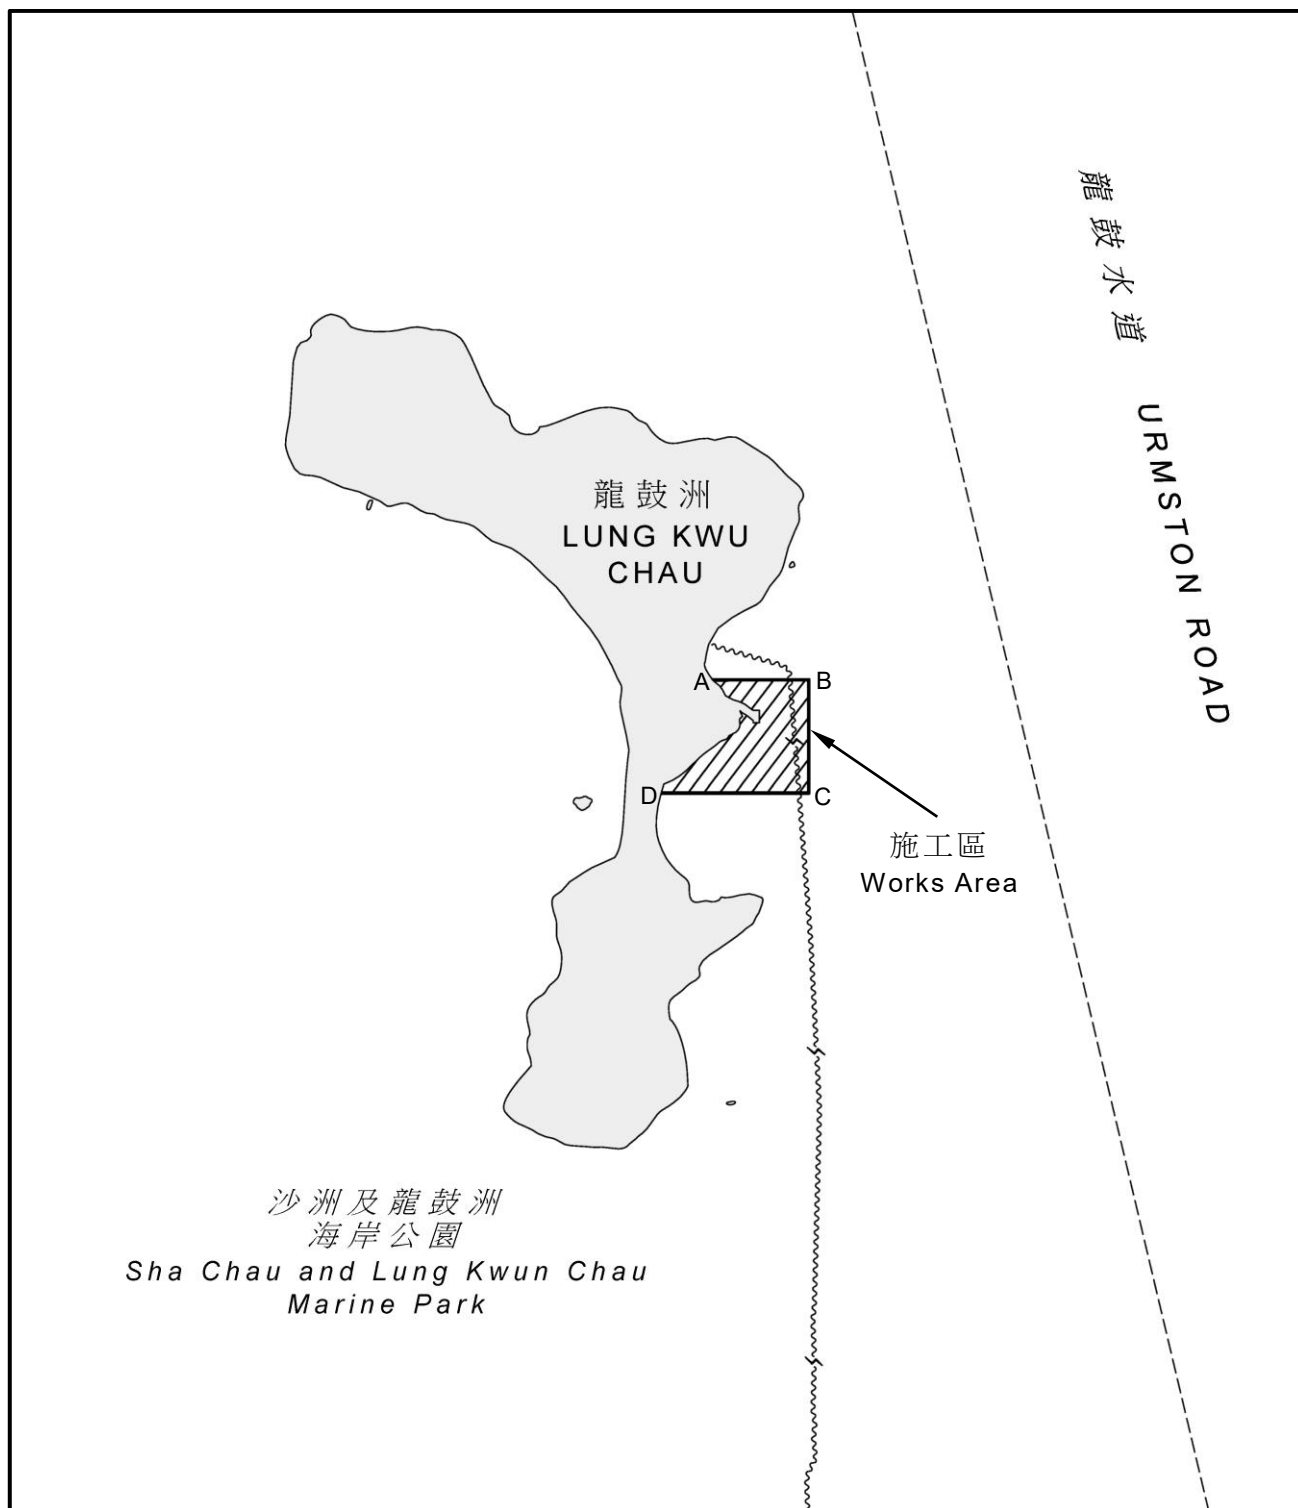 龍鼓水道 URMSTON ROAD
龍鼓洲
LUNG KWU
CHAU
A
B
D
C
施工區
Works Area
沙洲及龍鼓洲
海岸公園
Sha Chau and Lung Kwun Chau
Marine Park